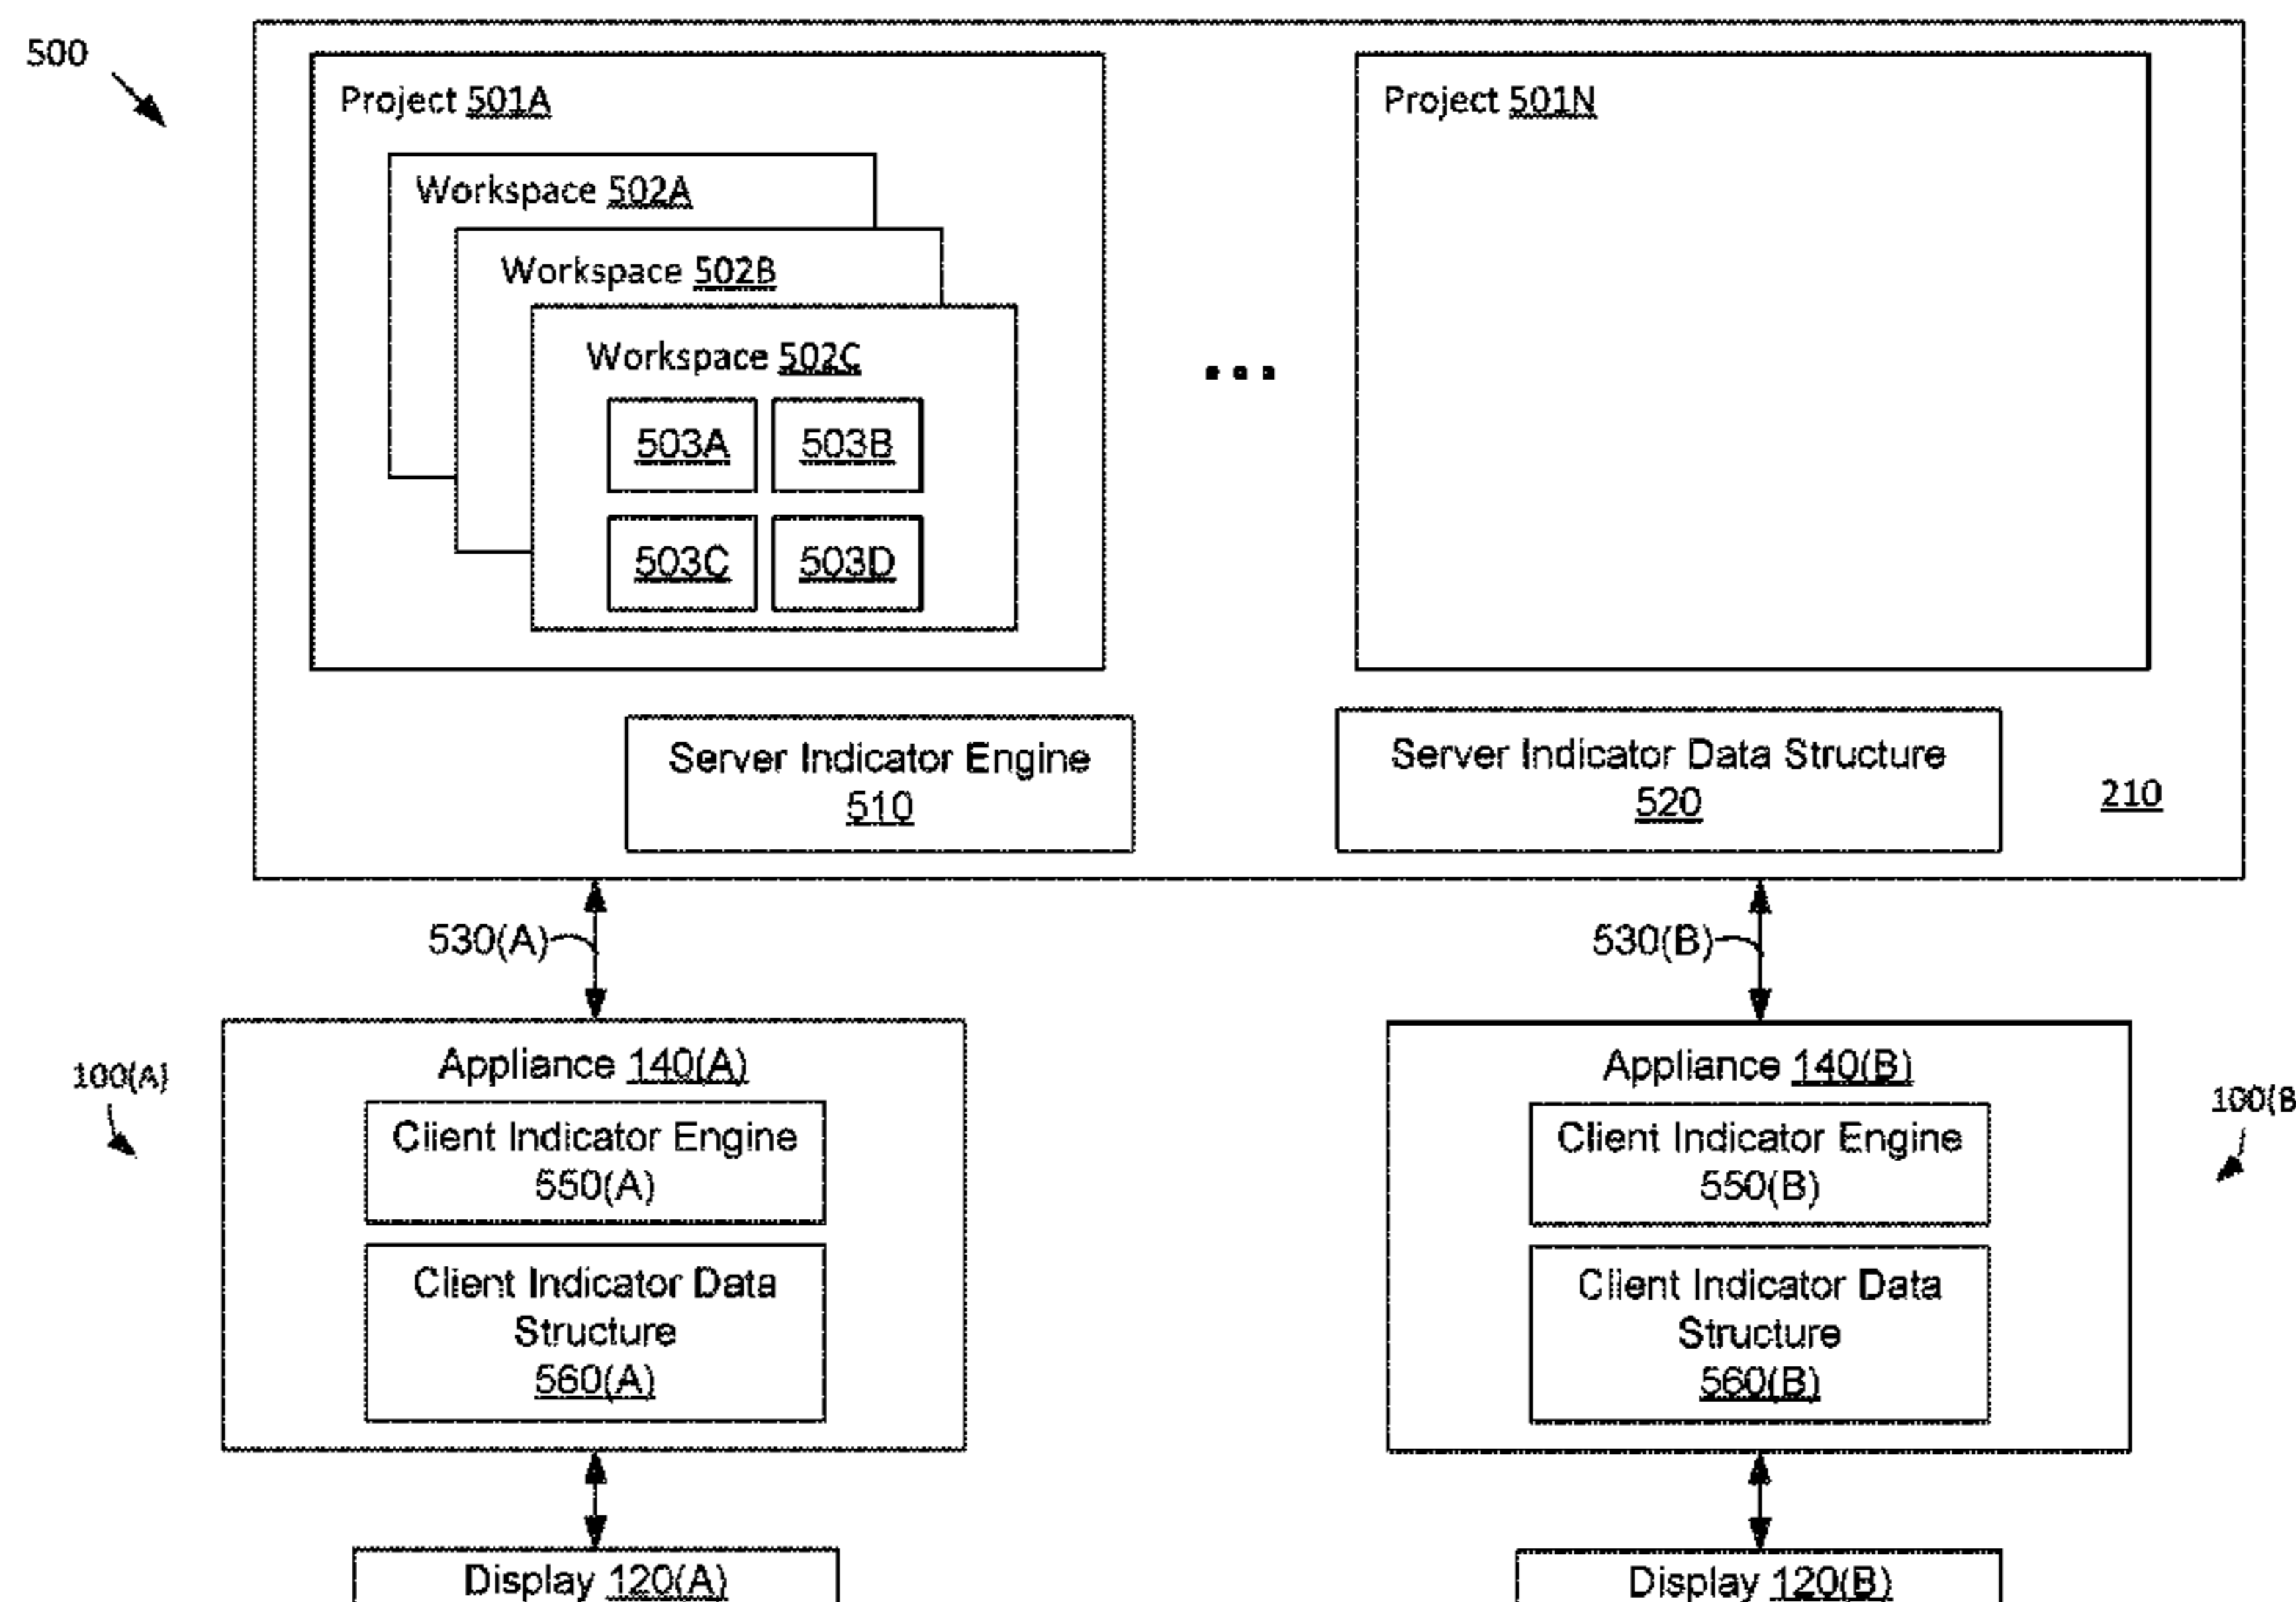 500
Project 501A
Project 501N
Workspace 502A
Workspace 502B
Workspace 502C
503A 503B
503C 503D
...
Server Indicator Engine
510
Server Indicator Data Structure
520
210
530(A)
530(B)
100(A)
Appliance 140(A)
Client Indicator Engine
550(A)
Client Indicator Data
Structure
560(A)
Appliance 140(B)
Client Indicator Engine
550(B)
Client Indicator Data
Structure
560(B)
100(B
Display 120(A)
Display 120(B)